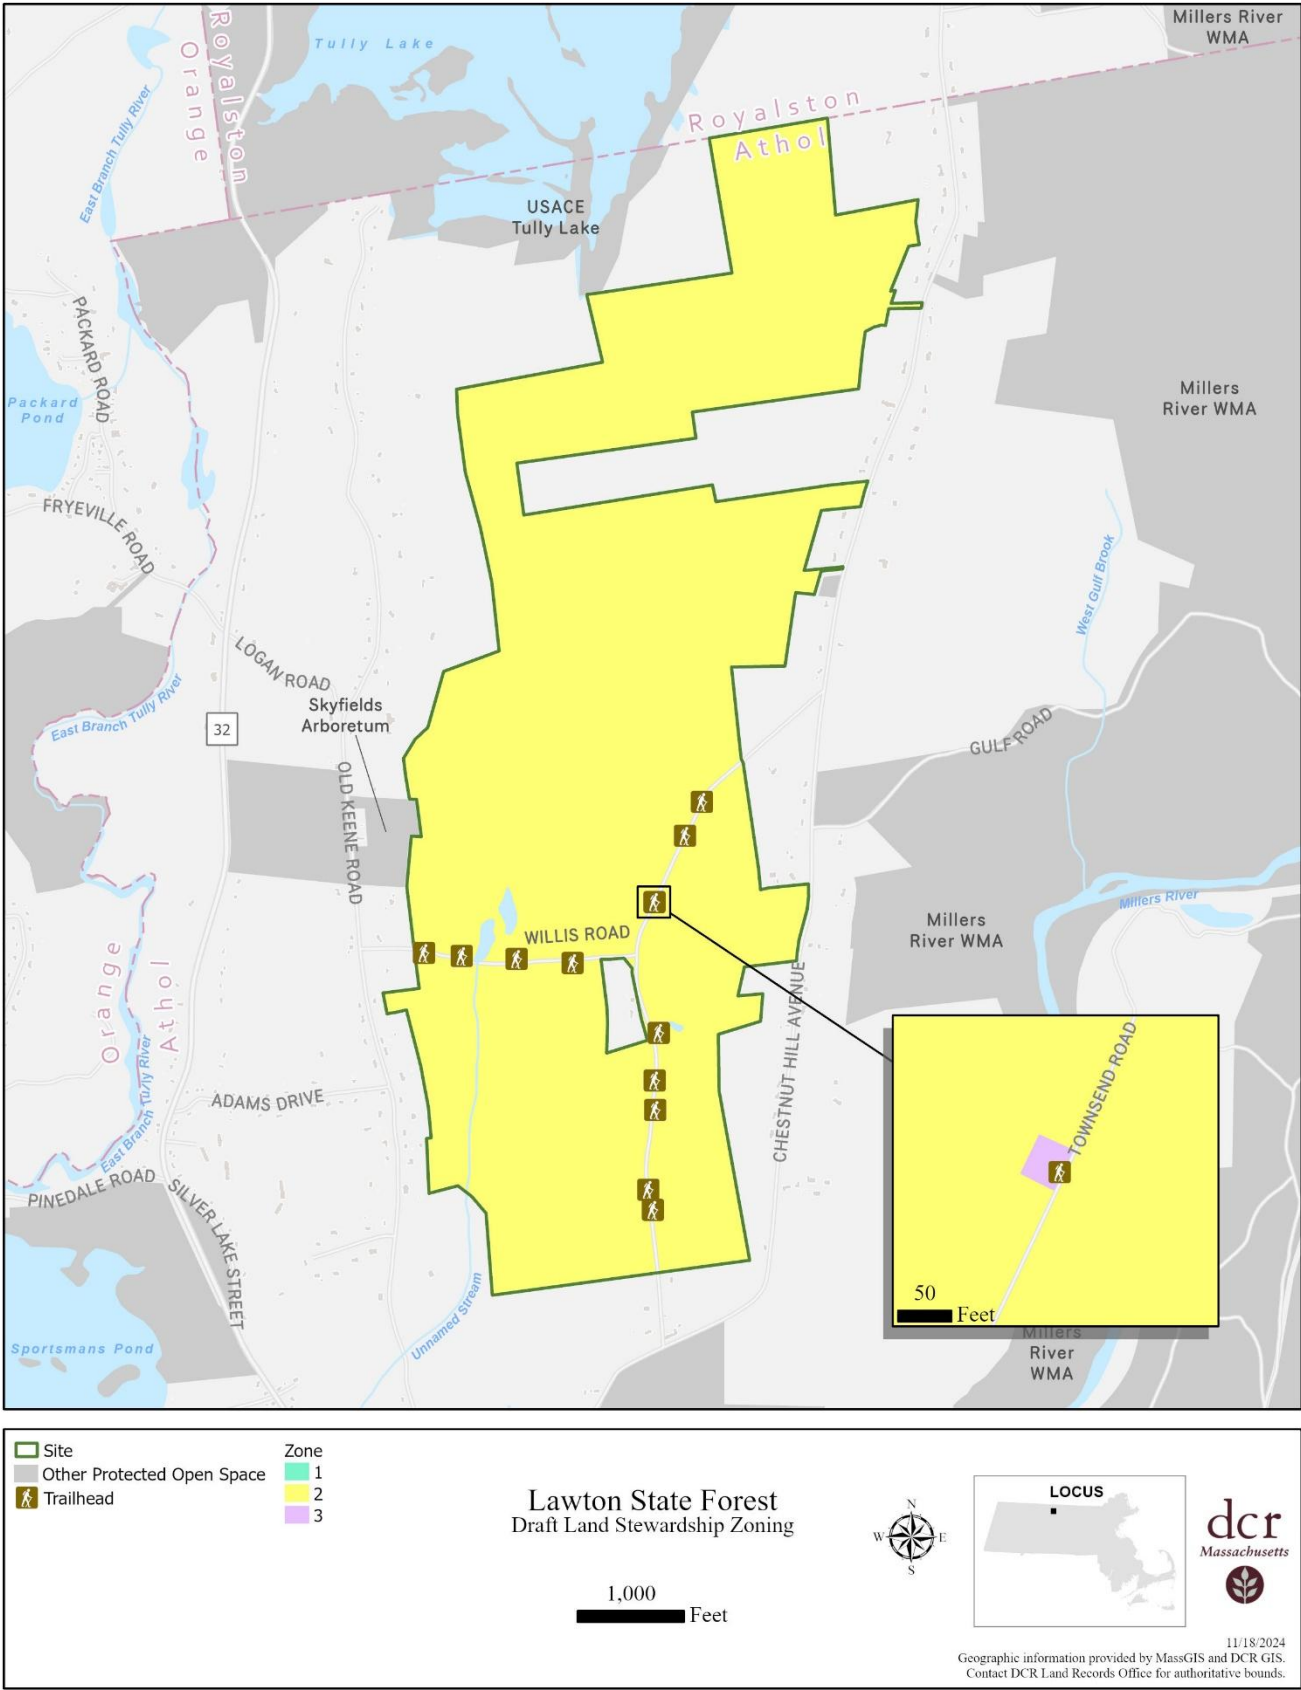 Millers River
WMA
Tully Lake
Royalston
Orange
Royalston
Athol
East Branch Tully River
USACE
Tully Lake
PACKARD ROAD
Packard
Pond
Millers
River WMA
FRYEVILLE ROAD
West Gulf Brook
LOGAN ROAD
East Branch Tully River
Skyfields
Arboretum
32
GULF ROAD
OLD KEENE ROAD
Millers River
WILLIS ROAD
Millers
River WMA
Orange
Athol
CHESTNUT HILL AVENUE
East Branch Tully River
ADAMS DRIVE
TOWNSEND ROAD
PINEDALE ROAD
SILVER LAKE STREET
50
Feet
Unnamed Stream
Sportsmans Pond
Millers
River
WMA
Site
Other Protected Open Space
Trailhead
Zone
1
2
3
Lawton State Forest
Draft Land Stewardship Zoning
1,000
Feet
N
W
E
S
LOCUS
dcr
Massachusetts
11/18/2024
Geographic information provided by MassGIS and DCR GIS.
Contact DCR Land Records Office for authoritative bounds.